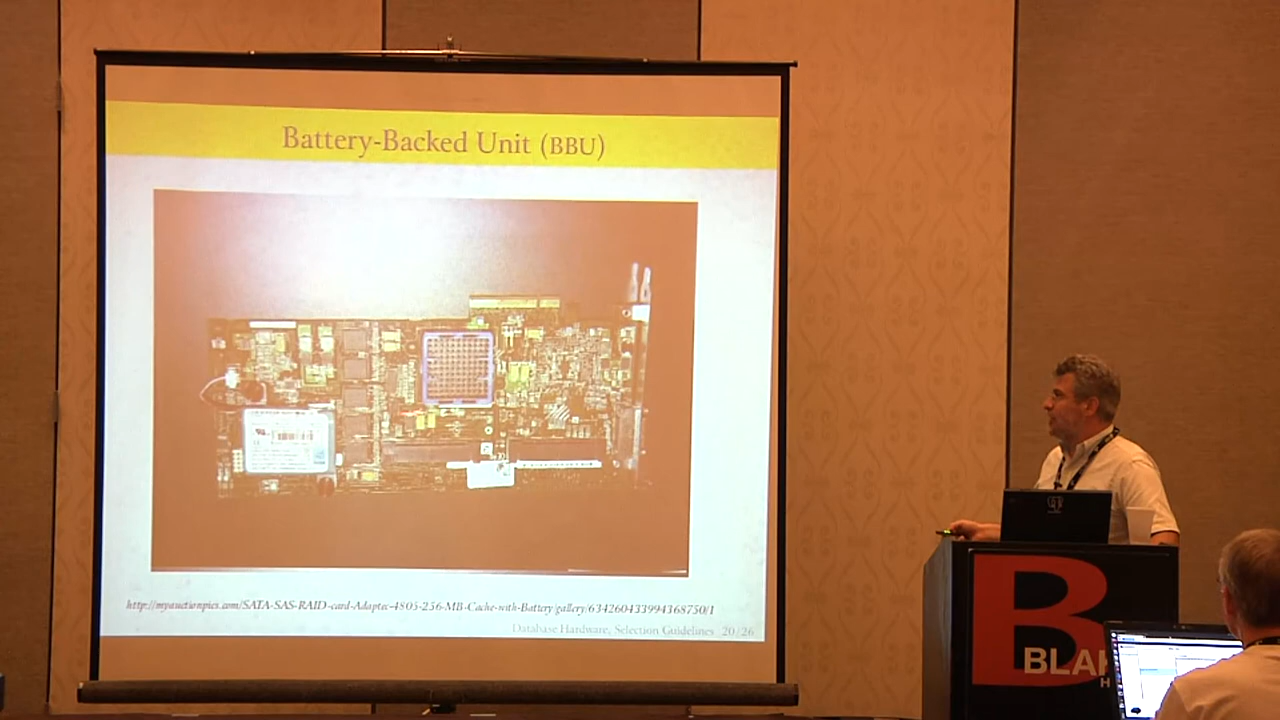 Battery-Backed Unit (BBU)
http://myauctionpics.com/SATA-SAS-RAID-card-Adaptec-4805-256-MB-Cache-with-Battery/gallery/634260433994368750/1
Database Hardware, Selection Guidelines 20/26
B
BLA
H